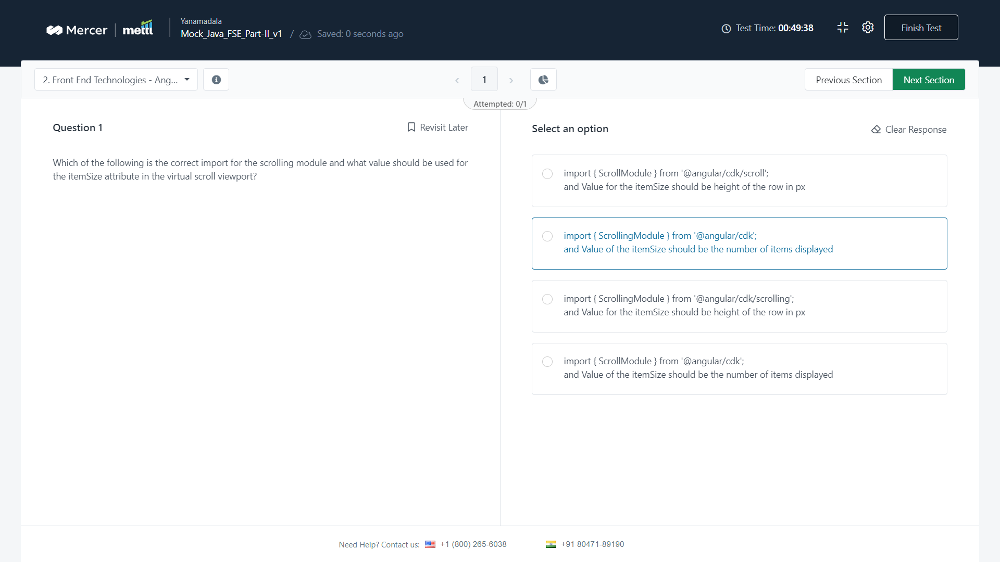 Mercer
mettl
Yanamadala
Mock_Java_FSE_Part-II_v1 / Saved: 0 seconds ago
Test Time: 00:49:38
Finish Test
2. Front End Technologies - Ang...
1
Previous Section
Next Section
Attempted: 0/1
Question 1
Revisit Later
Which of the following is the correct import for the scrolling module and what value should be used for
the itemSize attribute in the virtual scroll viewport?
Select an option
Clear Response
import { ScrollModule } from '@angular/cdk/scroll';
and Value for the itemSize should be height of the row in px
import { ScrollingModule } from '@angular/cdk';
and Value of the itemSize should be the number of items displayed
import { ScrollingModule } from '@angular/cdk/scrolling';
and Value for the itemSize should be height of the row in px
import { ScrollModule } from '@angular/cdk';
and Value of the itemSize should be the number of items displayed
Need Help? Contact us: +1 (800) 265-6038
+91 80471-89190